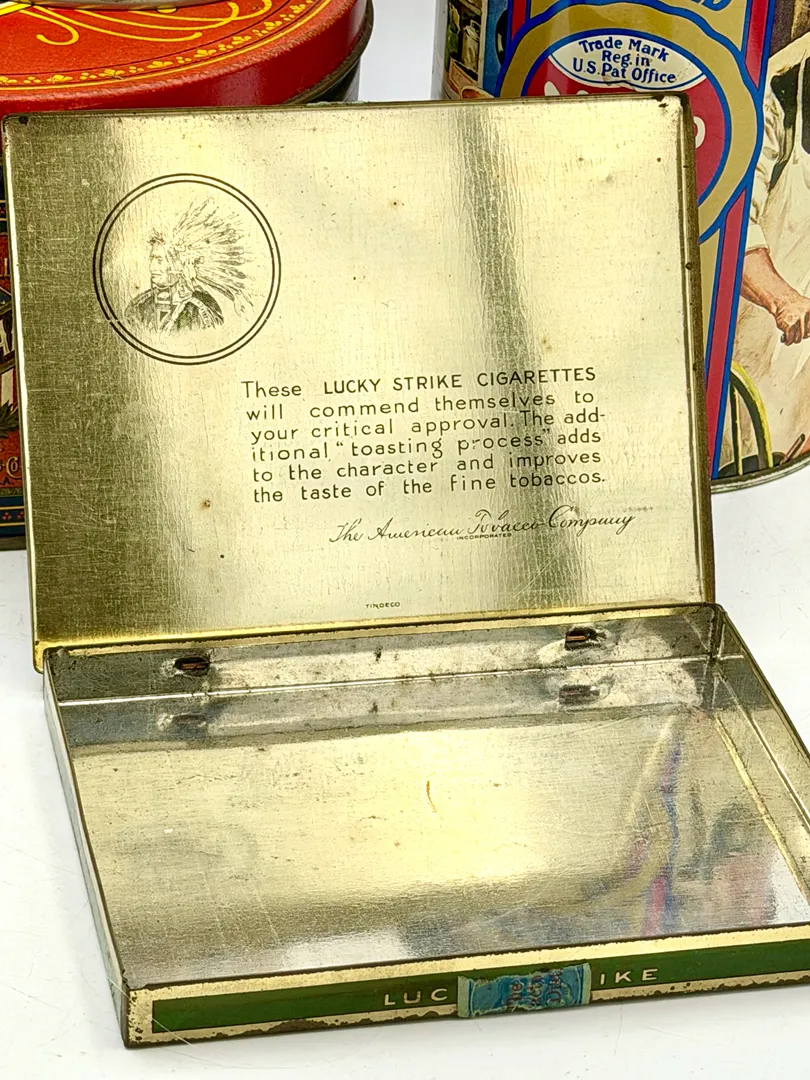 Trade Mark
Reg. in
U.S. Pat Office
These LUCKY STRIKE CIGARETTES
will commend themselves to
your critical approval. The add-
itional "toasting process" adds
to the character and improves
the taste of the fine tobaccos.
The American Tobacco Company
INCORPORATED
TINDECO
LUC IKE